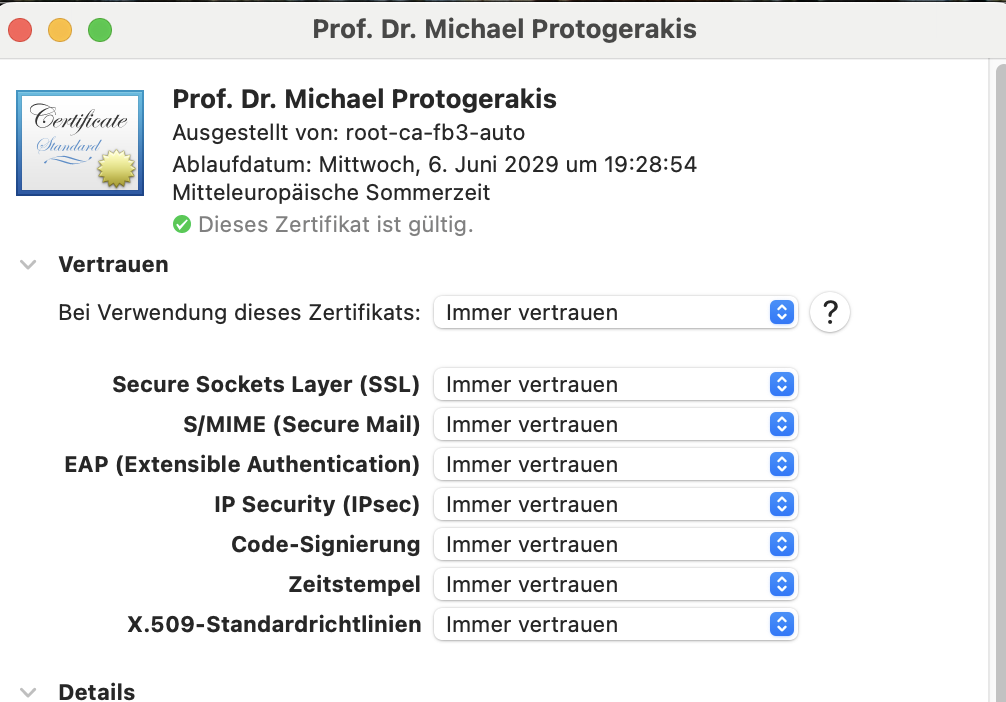 Prof. Dr. Michael Protogerakis
Certificate
Standard
Prof. Dr. Michael Protogerakis
Ausgestellt von: root-ca-fb3-auto
Ablaufdatum: Mittwoch, 6. Juni 2029 um 19:28:54
Mitteleuropäische Sommerzeit
Dieses Zertifikat ist gültig.
Vertrauen
Bei Verwendung dieses Zertifikats: Immer vertrauen ?
Secure Sockets Layer (SSL) Immer vertrauen
S/MIME (Secure Mail) Immer vertrauen
EAP (Extensible Authentication) Immer vertrauen
IP Security (IPsec) Immer vertrauen
Code-Signierung Immer vertrauen
Zeitstempel Immer vertrauen
X.509-Standardrichtlinien Immer vertrauen
Details